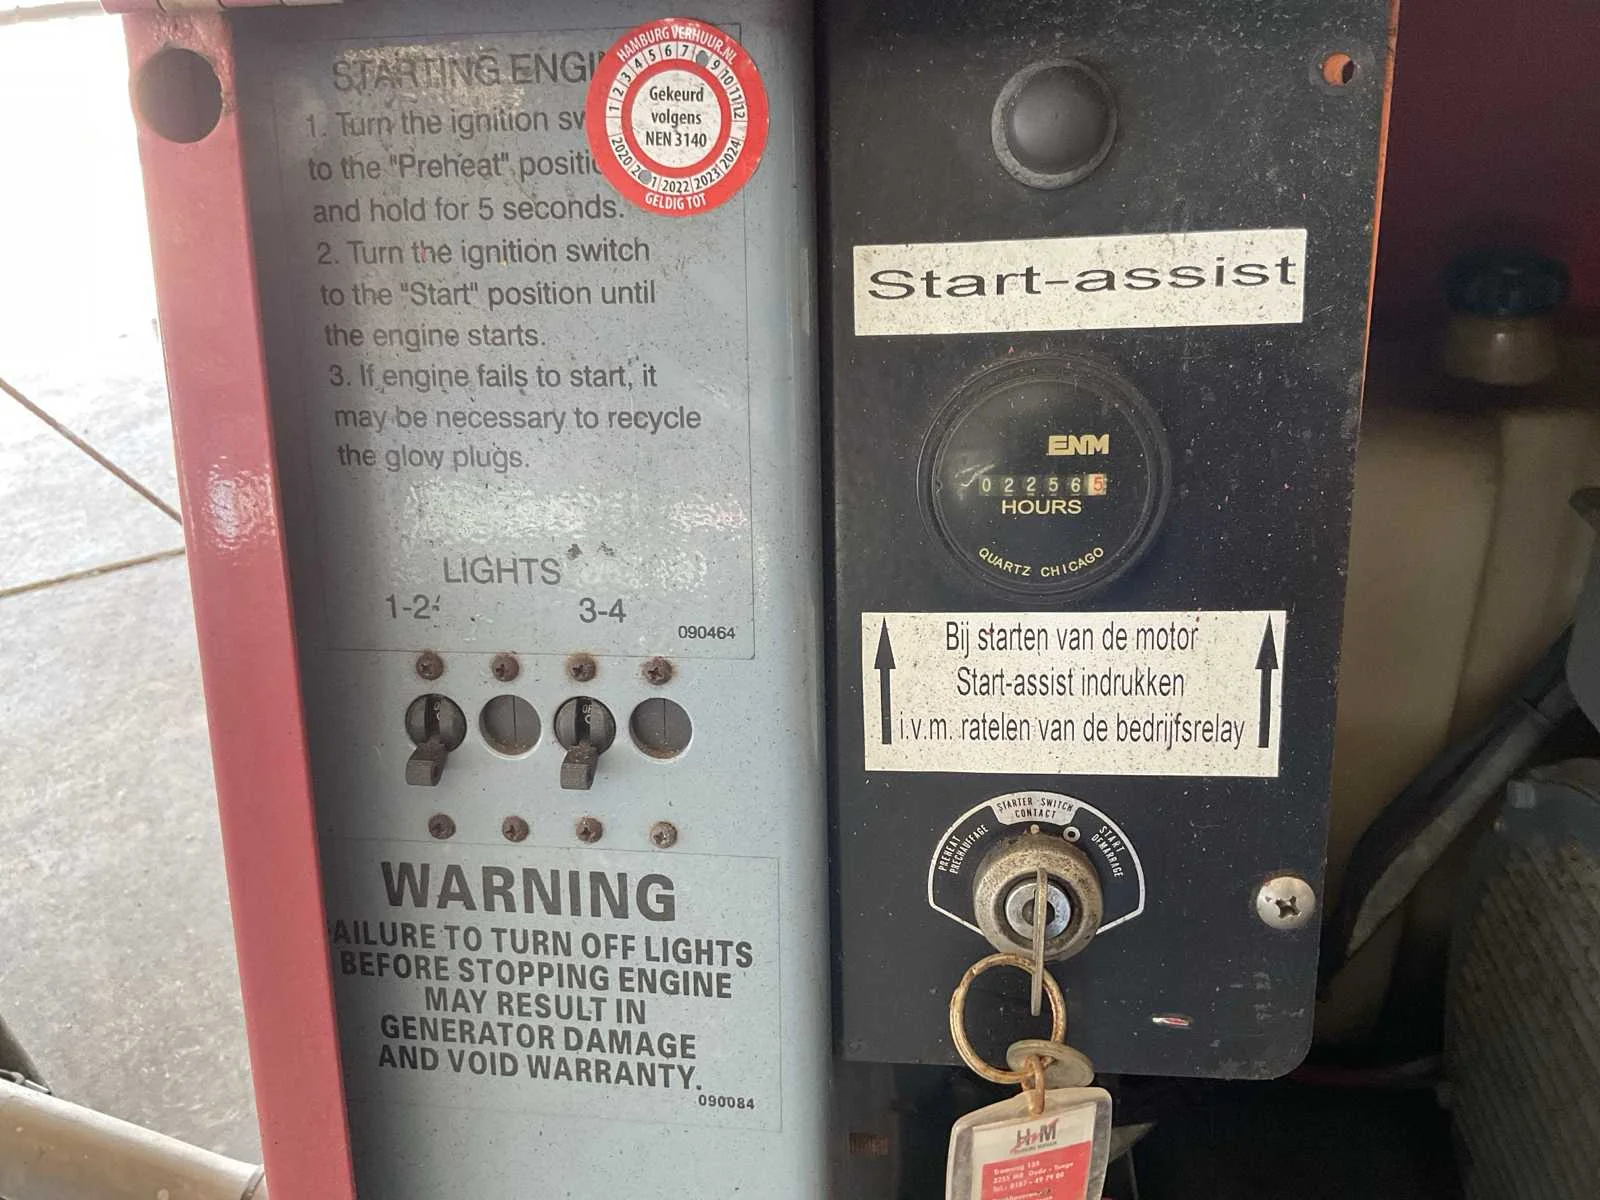 STARTING ENGI
1. Turn the ignition sw
to the "Preheat" positio
and hold for 5 seconds.
2. Turn the ignition switch
to the "Start" position until
the engine starts.
3. If engine fails to start, it
may be necessary to recycle
the glow plugs.
LIGHTS
1-2
3-4
090464
HAMBURG VERHUUR.NL
1 2 3 4 5 6 7 9 10 11 12
Gekeurd
volgens
NEN 3140
2020 2 1 2022 2023 2024
GELDIG TOT
WARNING
AILURE TO TURN OFF LIGHTS
BEFORE STOPPING ENGINE
MAY RESULT IN
GENERATOR DAMAGE
AND VOID WARRANTY.
090084
Start-assist
ENM
022565
HOURS
QUARTZ CHICAGO
Bij starten van de motor
Start-assist indrukken
i.v.m. ratelen van de bedrijfsrelay
STARTER-SWITCH
CONTACT
PREHEAT
PRECHAUFFAGE
START
DEMARRAGE
H M